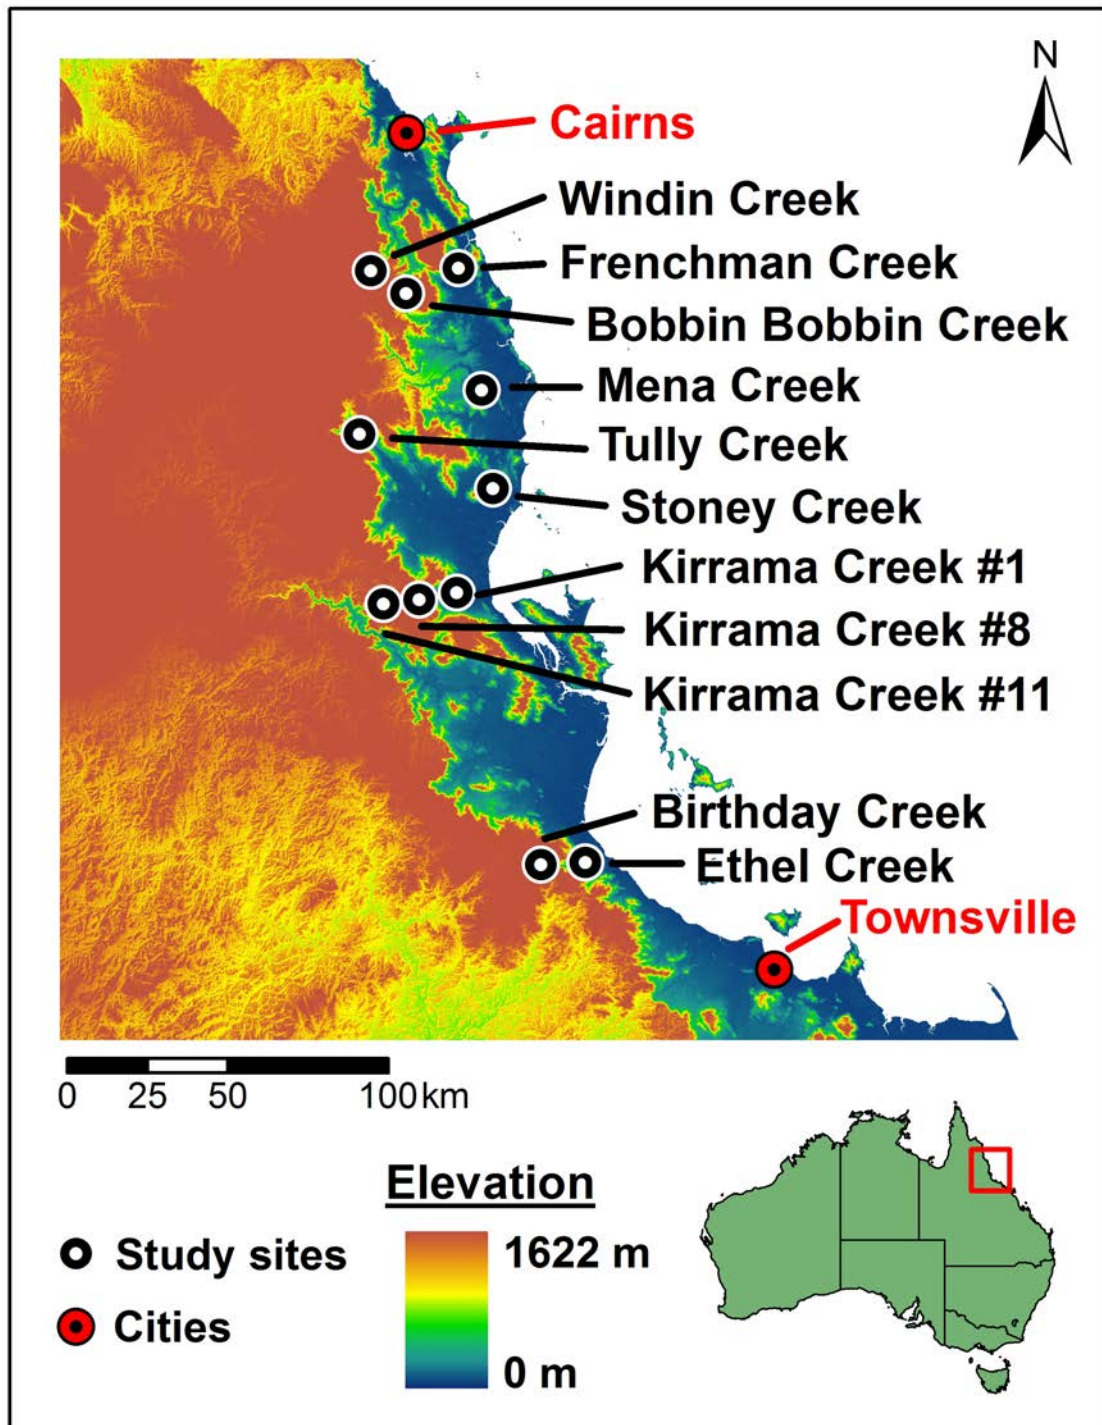 N
Cairns
Windin Creek
Frenchman Creek
Bobbin Bobbin Creek
Mena Creek
Tully Creek
Stoney Creek
Kirrama Creek #1
Kirrama Creek #8
Kirrama Creek #11
Birthday Creek
Ethel Creek
Townsville
0 25 50 100 km
Elevation
1622 m
0 m
Study sites
Cities